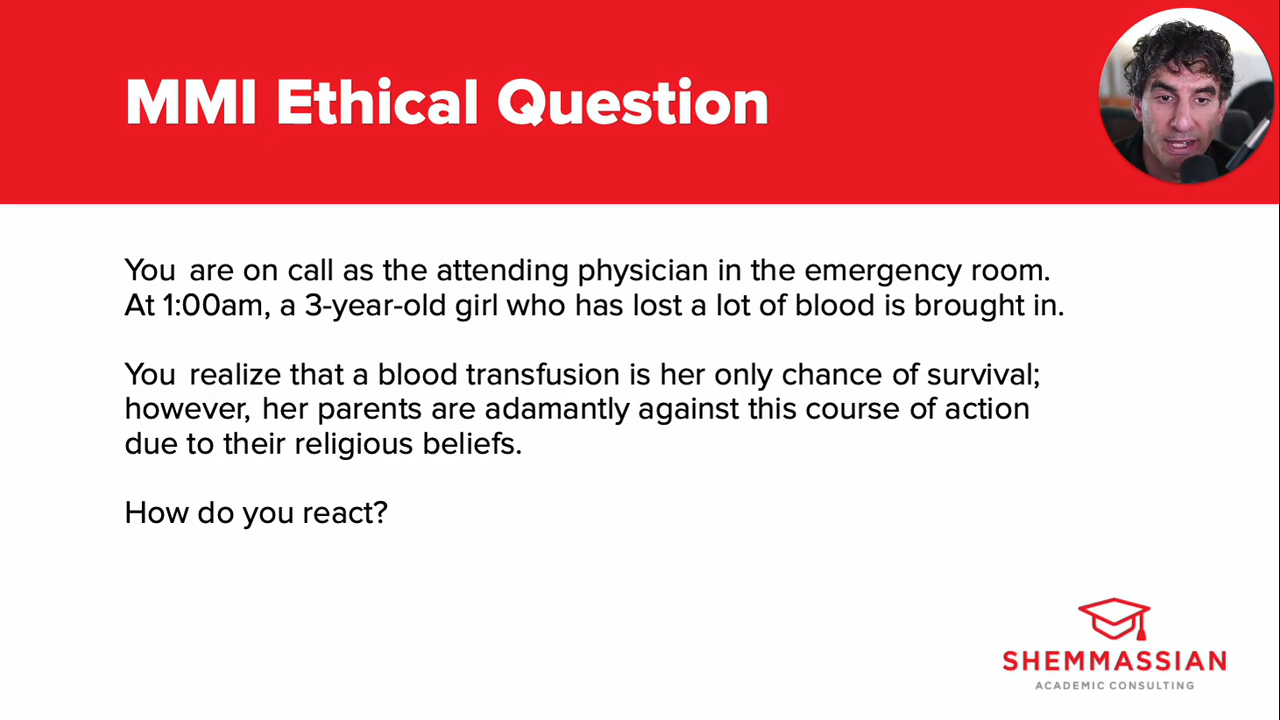 MMI Ethical Question
You are on call as the attending physician in the emergency room.
At 1:00am, a 3-year-old girl who has lost a lot of blood is brought in.
You realize that a blood transfusion is her only chance of survival;
however, her parents are adamantly against this course of action
due to their religious beliefs.
How do you react?
SHEMMASSIAN
ACADEMIC CONSULTING